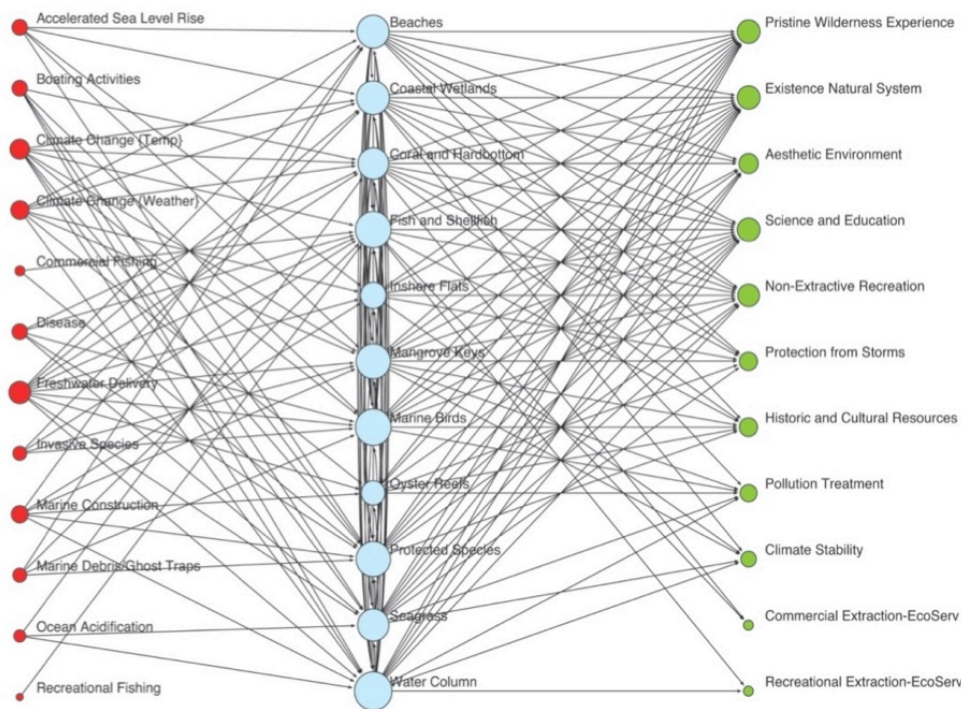 Accelerated Sea Level Rise
Boating Activities
Climate Change (Temp)
Climate Change (Weather)
Commercial Fishing
Disease
Freshwater Delivery
Invasive Species
Marine Construction
Marine Debris/Ghost Traps
Ocean Acidification
Recreational Fishing
Beaches
Coastal Wetlands
Coral and Hardbottom
Fish and Shellfish
Inshore Flats
Mangrove Keys
Marine Birds
Oyster Reefs
Protected Species
Seagrass
Water Column
Pristine Wilderness Experience
Existence Natural System
Aesthetic Environment
Science and Education
Non-Extractive Recreation
Protection from Storms
Historic and Cultural Resources
Pollution Treatment
Climate Stability
Commercial Extraction-EcoServ
Recreational Extraction-EcoServ